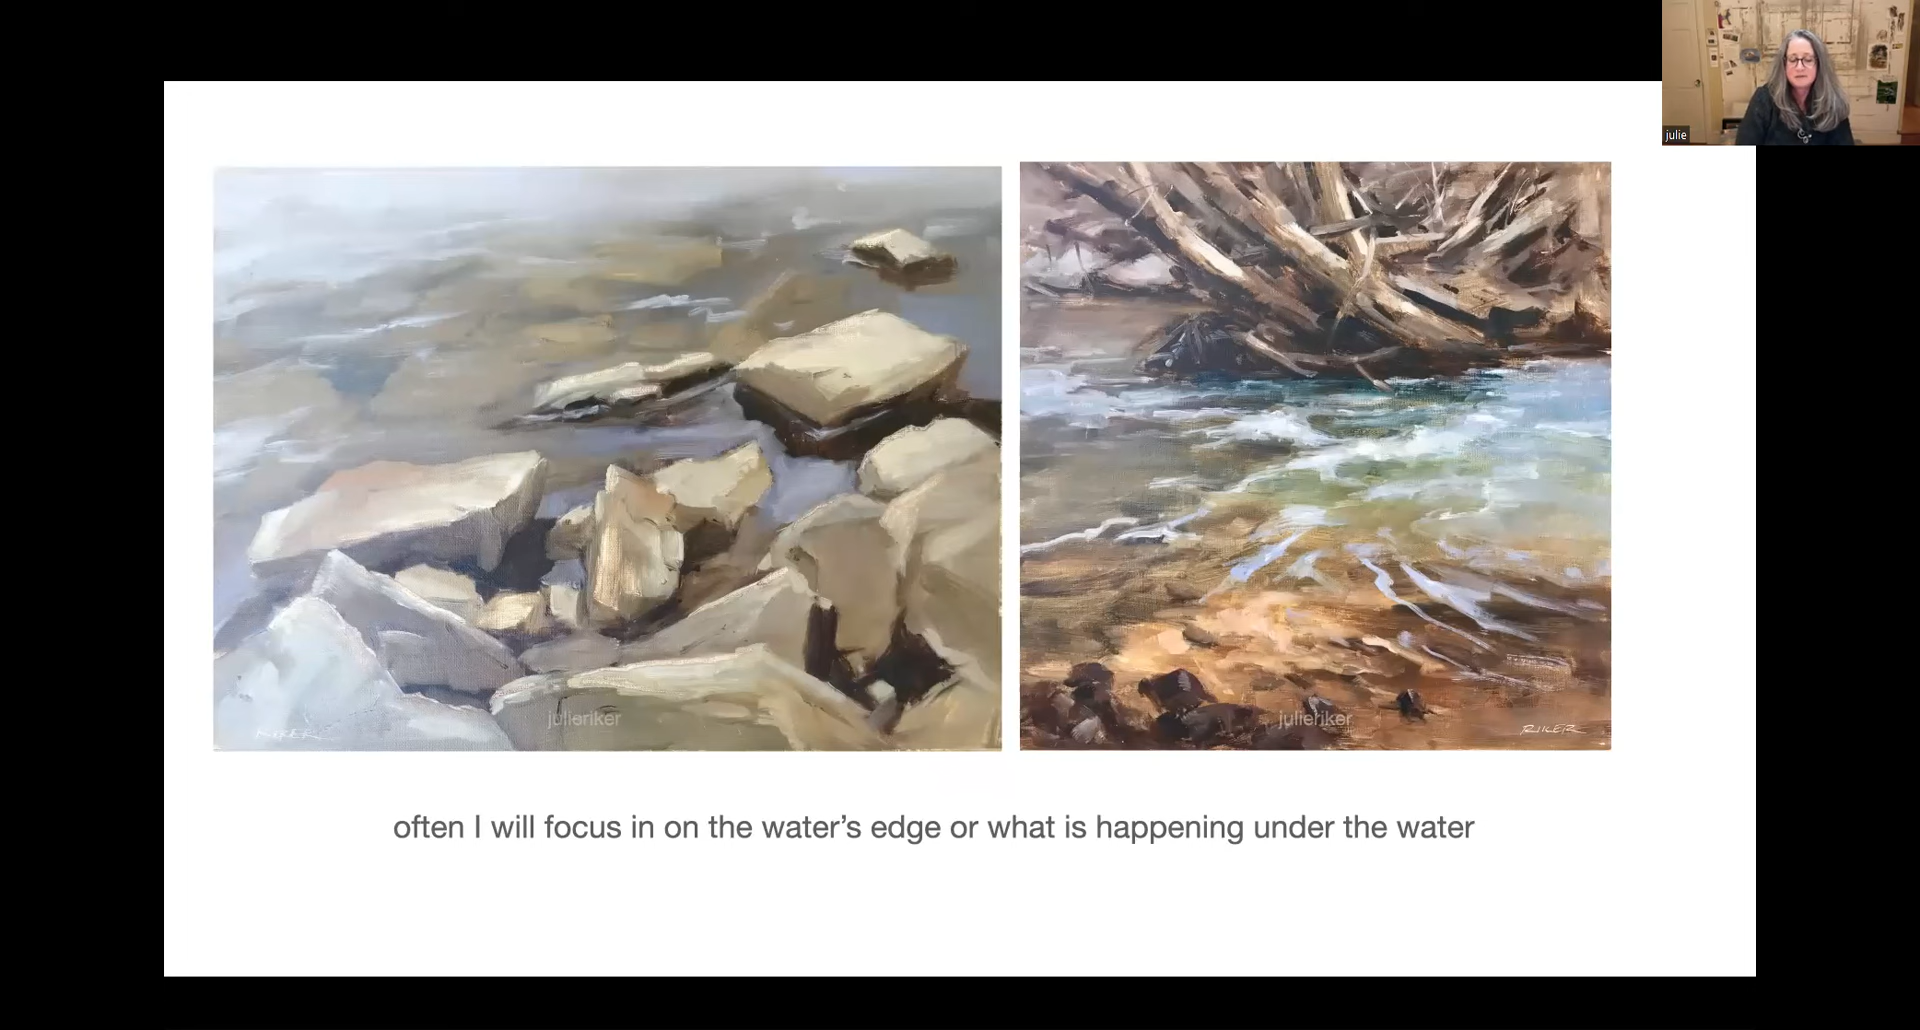 julie
RIKER
julieriker
julieriker
RIKER
often I will focus in on the water's edge or what is happening under the water